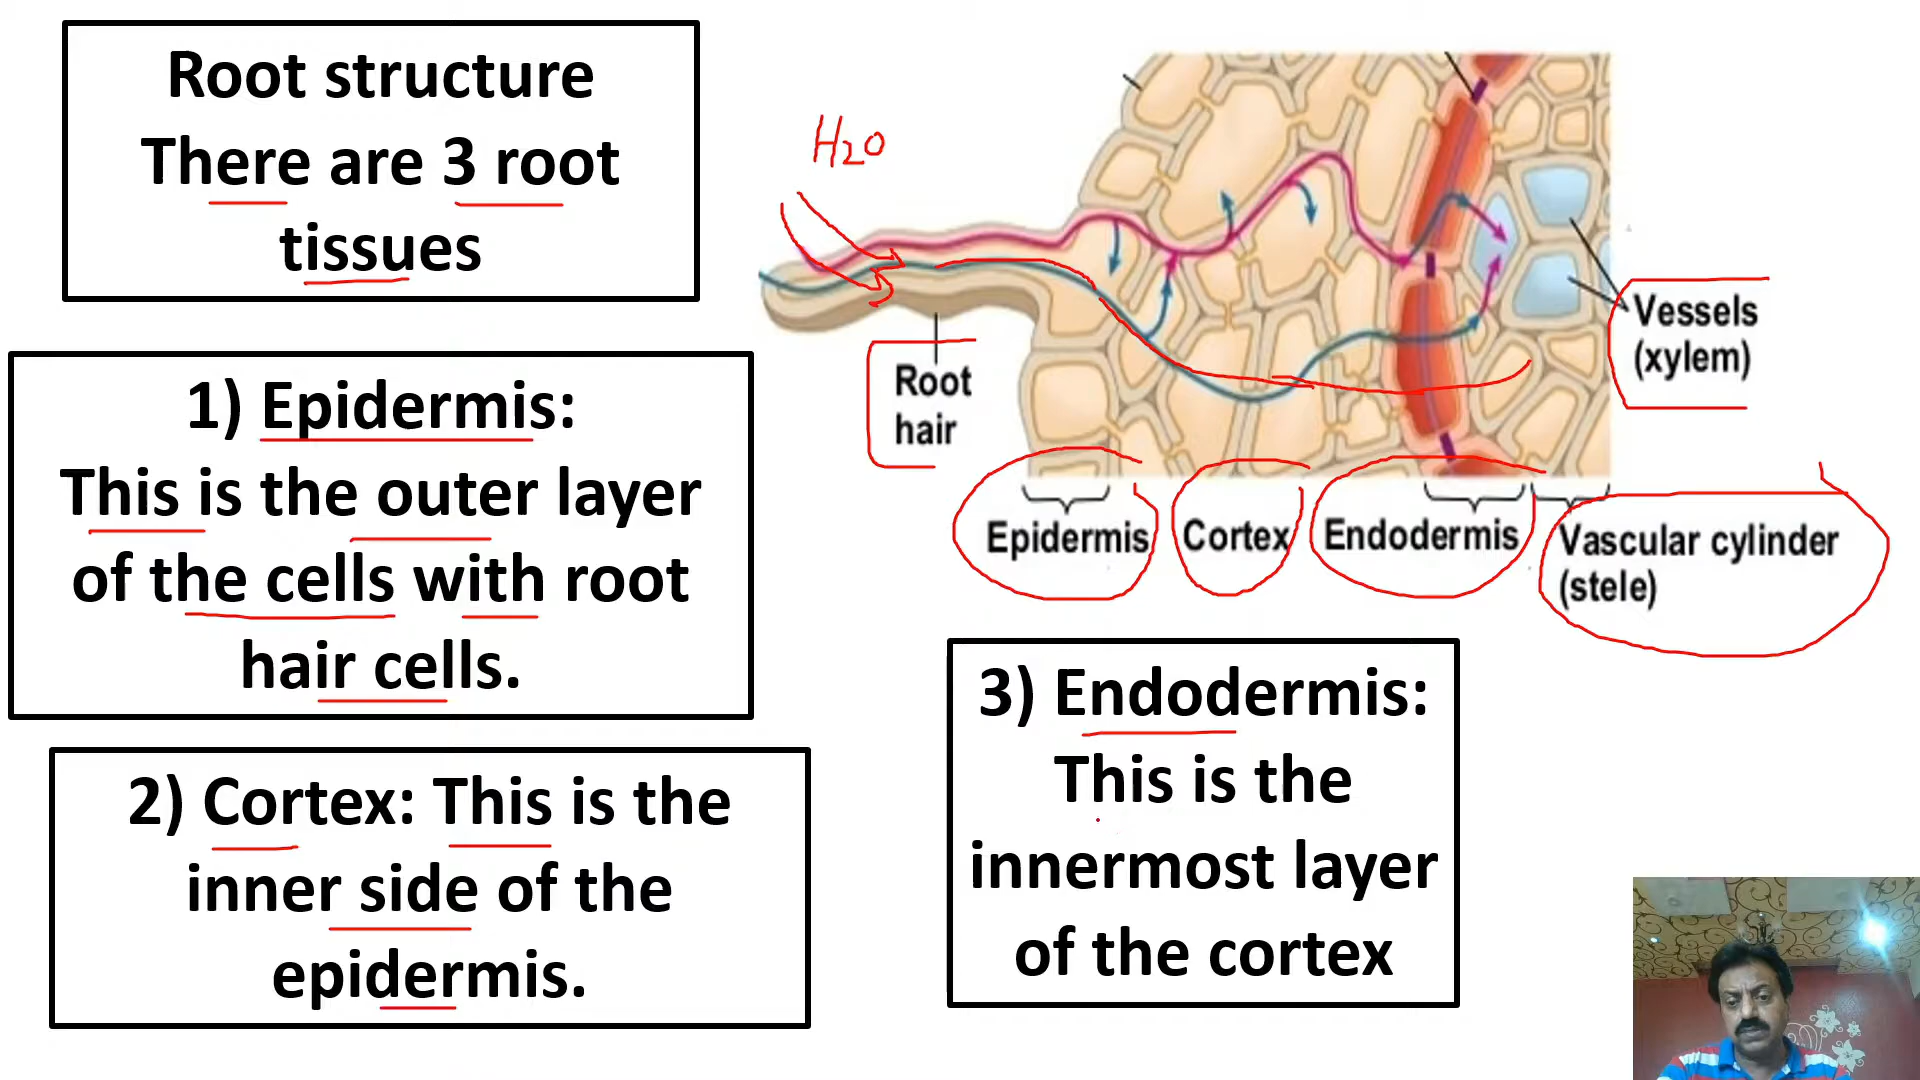 Root structure
There are 3 root
tissues
1) Epidermis:
This is the outer layer
of the cells with root
hair cells.
2) Cortex: This is the
inner side of the
epidermis.
H2O
Root
hair
Vessels
(xylem)
Epidermis
Cortex
Endodermis
Vascular cylinder
(stele)
3) Endodermis:
This is the
innermost layer
of the cortex